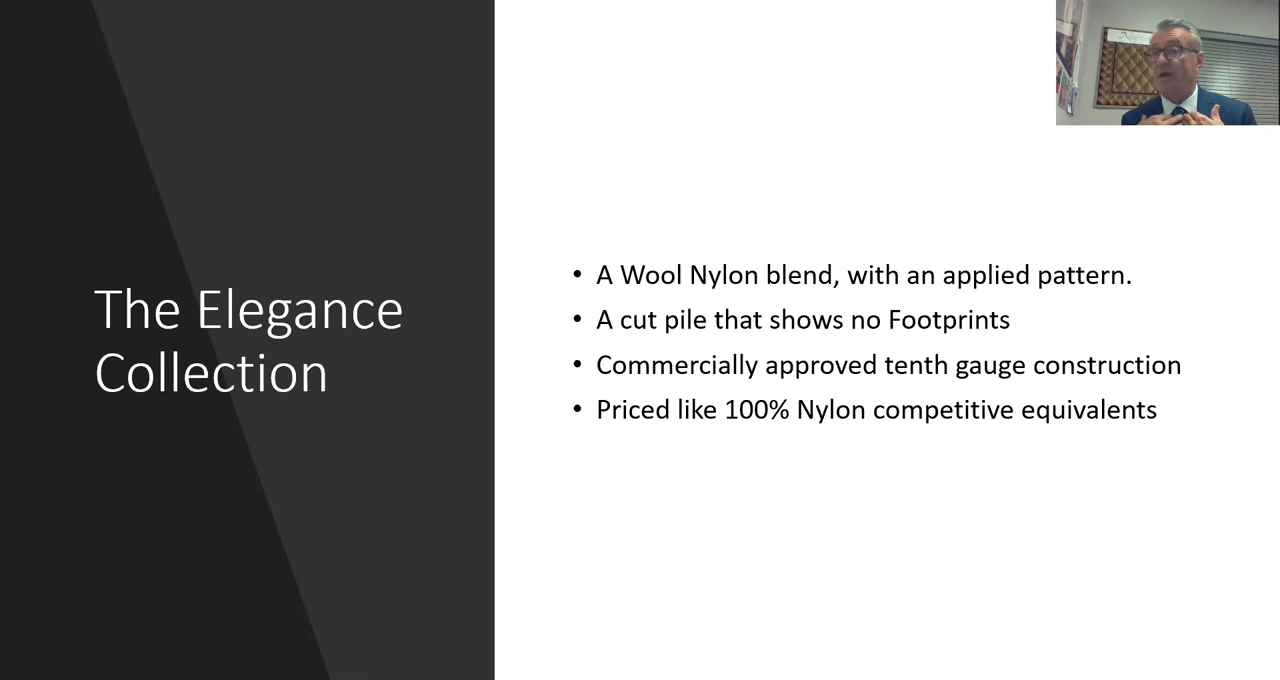 The Elegance
Collection
• A Wool Nylon blend, with an applied pattern.
• A cut pile that shows no Footprints
• Commercially approved tenth gauge construction
• Priced like 100% Nylon competitive equivalents